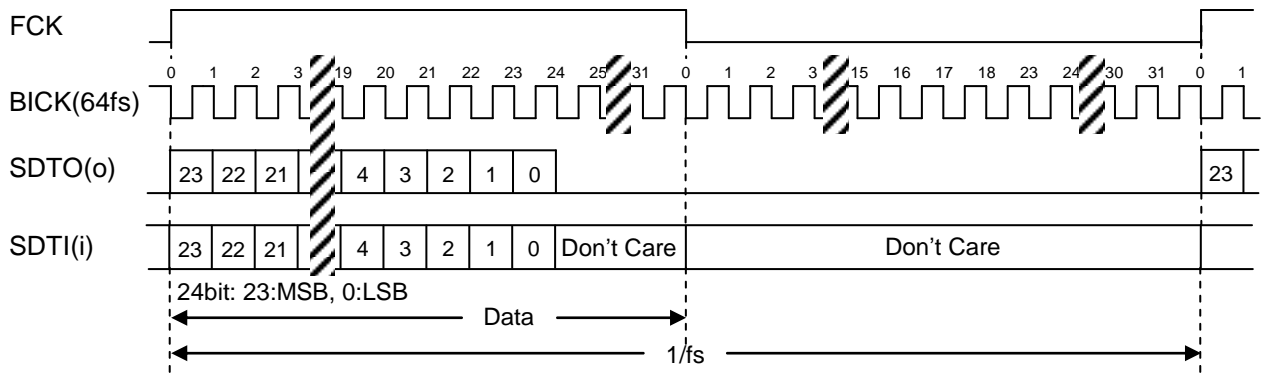 FCK
0 1 2 3 19 20 21 22 23 24 25 31 0 1 2 3 15 16 17 18 23 24 30 31 0 1
BICK(64fs)
SDTO(o) 23 22 21 4 3 2 1 0 23
SDTI(i) 23 22 21 4 3 2 1 0 Don't Care Don't Care
24bit: 23:MSB, 0:LSB
Data
1/fs